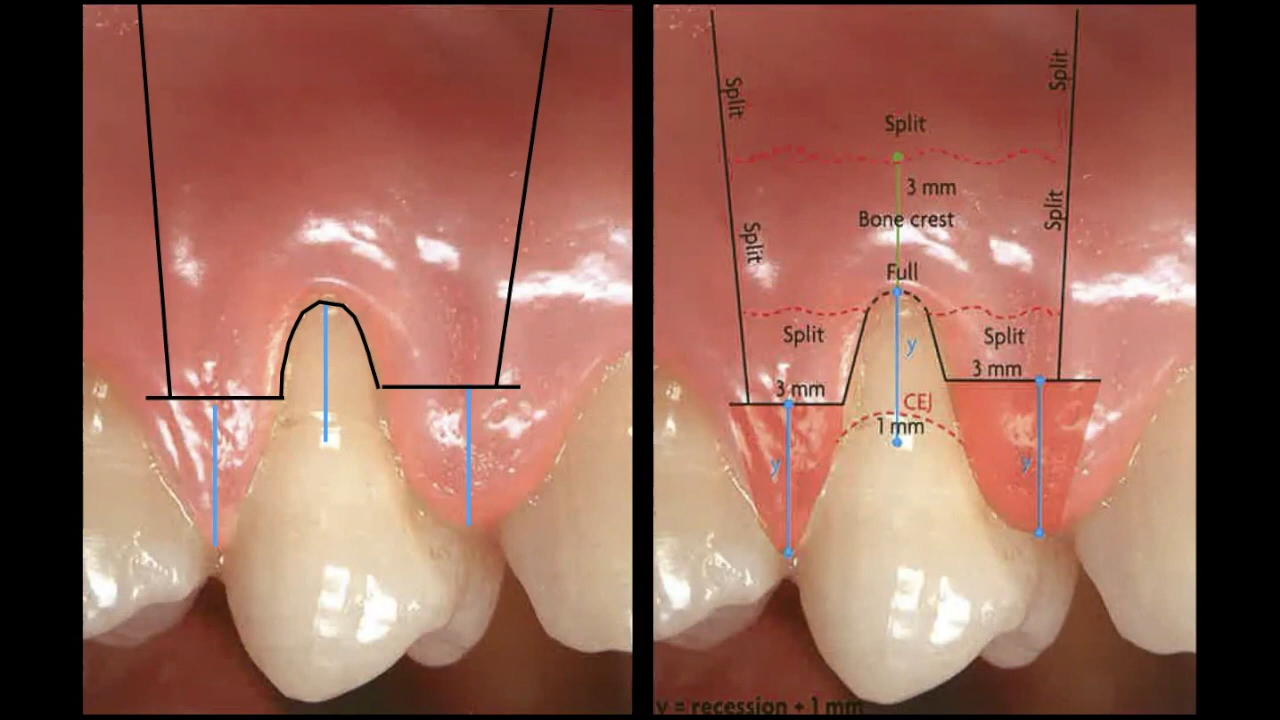 Split
Split
Split
3 mm
Split
Bone crest
Split
Full
Split
Split
3 mm
3 mm
y
CEJ
1 mm
y
y
y = recession + 1 mm